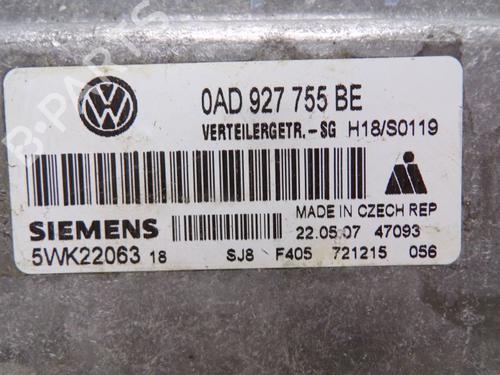 0AD 927 755 BE
VERTEILERGETR.-SG H18/S0119
SIEMENS
MADE IN CZECH REP
22.05.07 47093
5WK22063 18
SJ8 F405 721215 056
B-PARTS